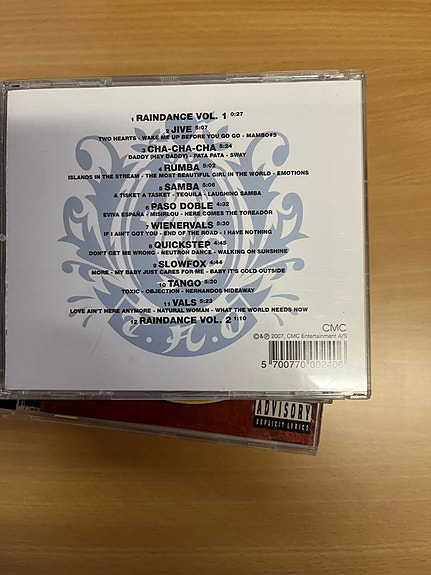 1 RAINDANCE VOL. 1 0:27
2 JIVE 5:07
TWO HEARTS - WAKE ME UP BEFORE YOU GO GO - MAMBO#5
3 CHA-CHA-CHA 5:24
DADDY (HEY DADDY) - PATA PATA - SWAY
4 RUMBA 5:02
ISLANDS IN THE STREAM - THE MOST BEAUTIFUL GIRL IN THE WORLD - EMOTIONS
5 SAMBA 5:06
A TISKET A TASKET - TEQUILA - LAUGHING SAMBA
6 PASO DOBLE 4:32
EVIVA ESPAÑA - MISIRLOU - HERE COMES THE TOREADOR
7 WIENERVALS 5:30
IF I AIN'T GOT YOU - END OF THE ROAD - I HAVE NOTHING
8 QUICKSTEP 4:45
DON'T GET ME WRONG - NEUTRON DANCE - WALKING ON SUNSHINE
9 SLOWFOX 4:44
MORE - MY BABY JUST CARES FOR ME - BABY IT'S COLD OUTSIDE
10 TANGO 5:20
TOXIC - OBJECTION - HERNANDOS HIDEAWAY
11 VALS 5:23
LOVE AIN'T HERE ANYMORE - NATURAL WOMAN - WHAT THE WORLD NEEDS NOW
12 RAINDANCE VOL. 2 1:10
CMC
©&℗ 2007, CMC Entertainment A/S
5 700770 002406
ADVISORY
EXPLICIT LYRICS